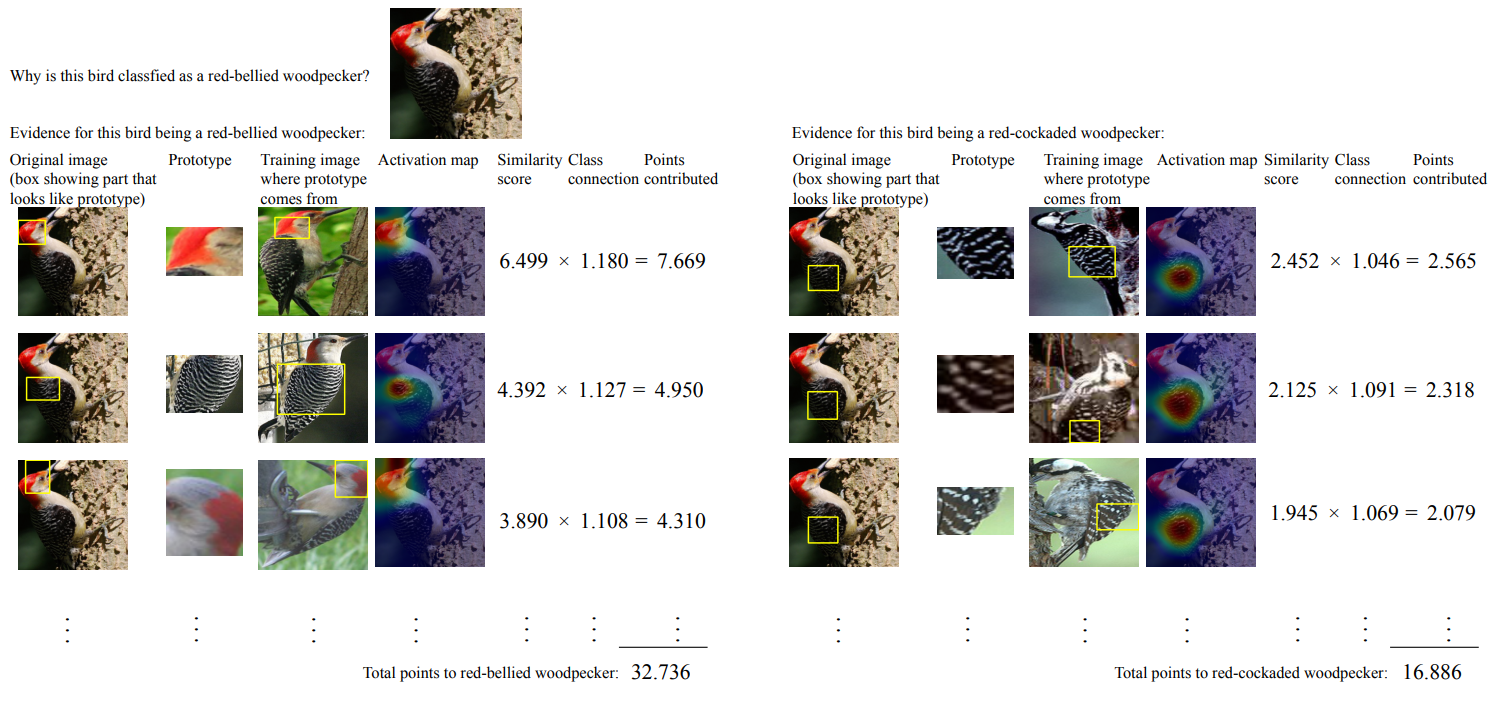 Why is this bird classfied as a red-bellied woodpecker?
Evidence for this bird being a red-bellied woodpecker:
Original image
(box showing part that
looks like prototype)
Prototype
Training image
where prototype
comes from
Activation map
Similarity
score
Class
connection
Points
contributed
6.499 × 1.180 = 7.669
4.392 × 1.127 = 4.950
3.890 × 1.108 = 4.310
Total points to red-bellied woodpecker: 32.736
Evidence for this bird being a red-cockaded woodpecker:
Original image
(box showing part that
looks like prototype)
Prototype
Training image
where prototype
comes from
Activation map
Similarity
score
Class
connection
Points
contributed
2.452 × 1.046 = 2.565
2.125 × 1.091 = 2.318
1.945 × 1.069 = 2.079
Total points to red-cockaded woodpecker: 16.886